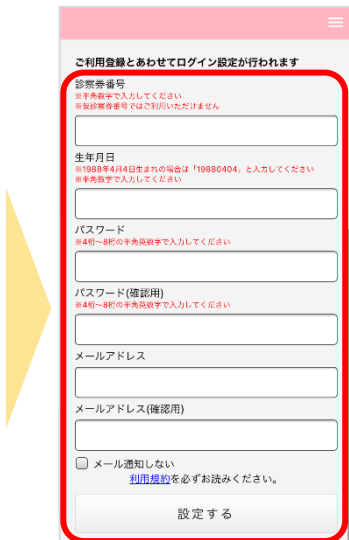 ご利用登録とあわせてログイン設定が行われます
診察券番号
※半角数字で入力してください
※仮診察券番号ではご利用いただけません
生年月日
※1988年4月4日生まれの場合は「19880404」と入力してください
※半角数字で入力してください
パスワード
※4桁~8桁の半角英数字で入力してください
パスワード(確認用)
※4桁~8桁の半角英数字で入力してください
メールアドレス
メールアドレス(確認用)
メール通知しない
利用規約を必ずお読みください。
設定する